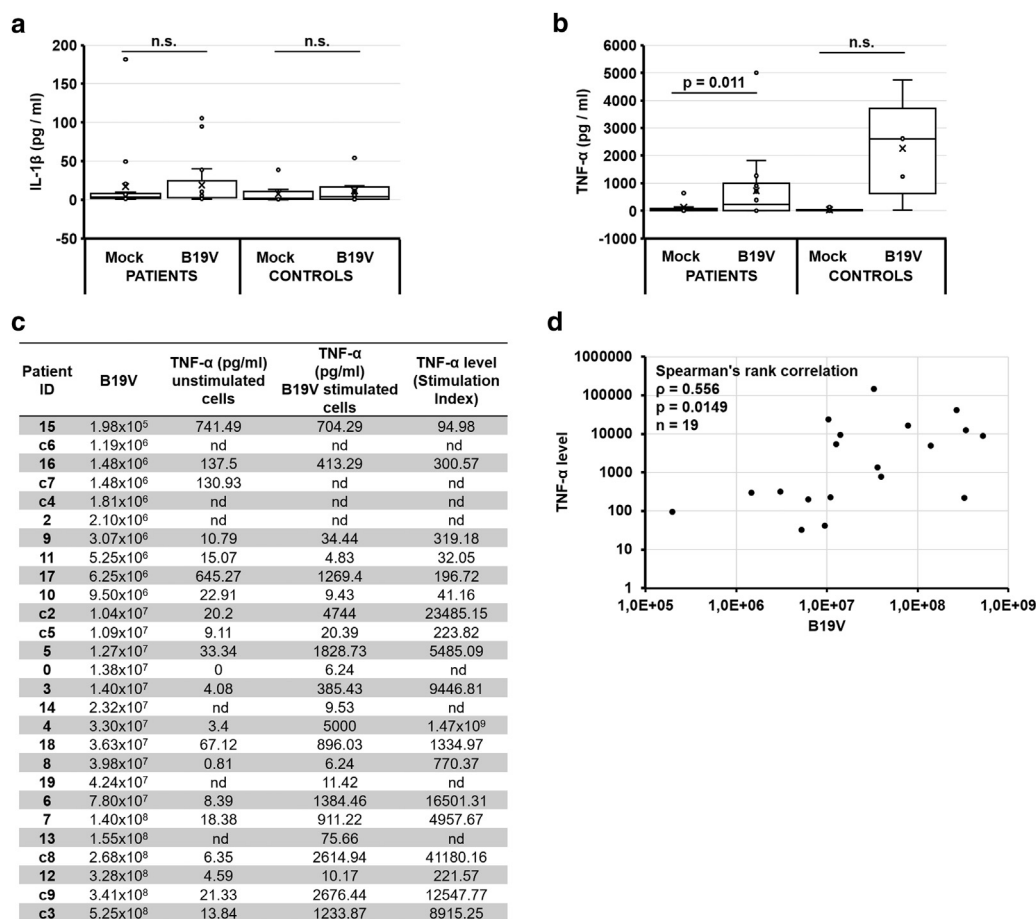 a
200
150
100
50
0
-50
IL-1β (pg / ml)
n.s.
n.s.
Mock B19V Mock B19V
PATIENTS CONTROLS
b
6000
5000
4000
3000
2000
1000
0
-1000
TNF-α (pg / ml)
p = 0.011
n.s.
Mock B19V Mock B19V
PATIENTS CONTROLS
c
Patient ID B19V TNF-α (pg/ml) unstimulated cells TNF-α (pg/ml) B19V stimulated cells TNF-α level (Stimulation Index)
15 1.98x10⁵ 741.49 704.29 94.98
c6 1.19x10⁶ nd nd nd
16 1.48x10⁶ 137.5 413.29 300.57
c7 1.48x10⁶ 130.93 nd nd
c4 1.81x10⁶ nd nd nd
2 2.10x10⁶ nd nd nd
9 3.07x10⁶ 10.79 34.44 319.18
11 5.25x10⁶ 15.07 4.83 32.05
17 6.25x10⁶ 645.27 1269.4 196.72
10 9.50x10⁶ 22.91 9.43 41.16
c2 1.04x10⁷ 20.2 4744 23485.15
c5 1.09x10⁷ 9.11 20.39 223.82
5 1.27x10⁷ 33.34 1828.73 5485.09
0 1.38x10⁷ 0 6.24 nd
3 1.40x10⁷ 4.08 385.43 9446.81
14 2.32x10⁷ nd 9.53 nd
4 3.30x10⁷ 3.4 5000 1.47x10⁹
18 3.63x10⁷ 67.12 896.03 1334.97
8 3.98x10⁷ 0.81 6.24 770.37
19 4.24x10⁷ nd 11.42 nd
6 7.80x10⁷ 8.39 1384.46 16501.31
7 1.40x10⁸ 18.38 911.22 4957.67
13 1.55x10⁸ nd 75.66 nd
c8 2.68x10⁸ 6.35 2614.94 41180.16
12 3.28x10⁸ 4.59 10.17 221.57
c9 3.41x10⁸ 21.33 2676.44 12547.77
c3 5.25x10⁸ 13.84 1233.87 8915.25
d
1000000
100000
10000
1000
100
10
1
TNF-α level
Spearman's rank correlation
ρ = 0.556
p = 0.0149
n = 19
1,0E+05 1,0E+06 1,0E+07 1,0E+08 1,0E+09
B19V